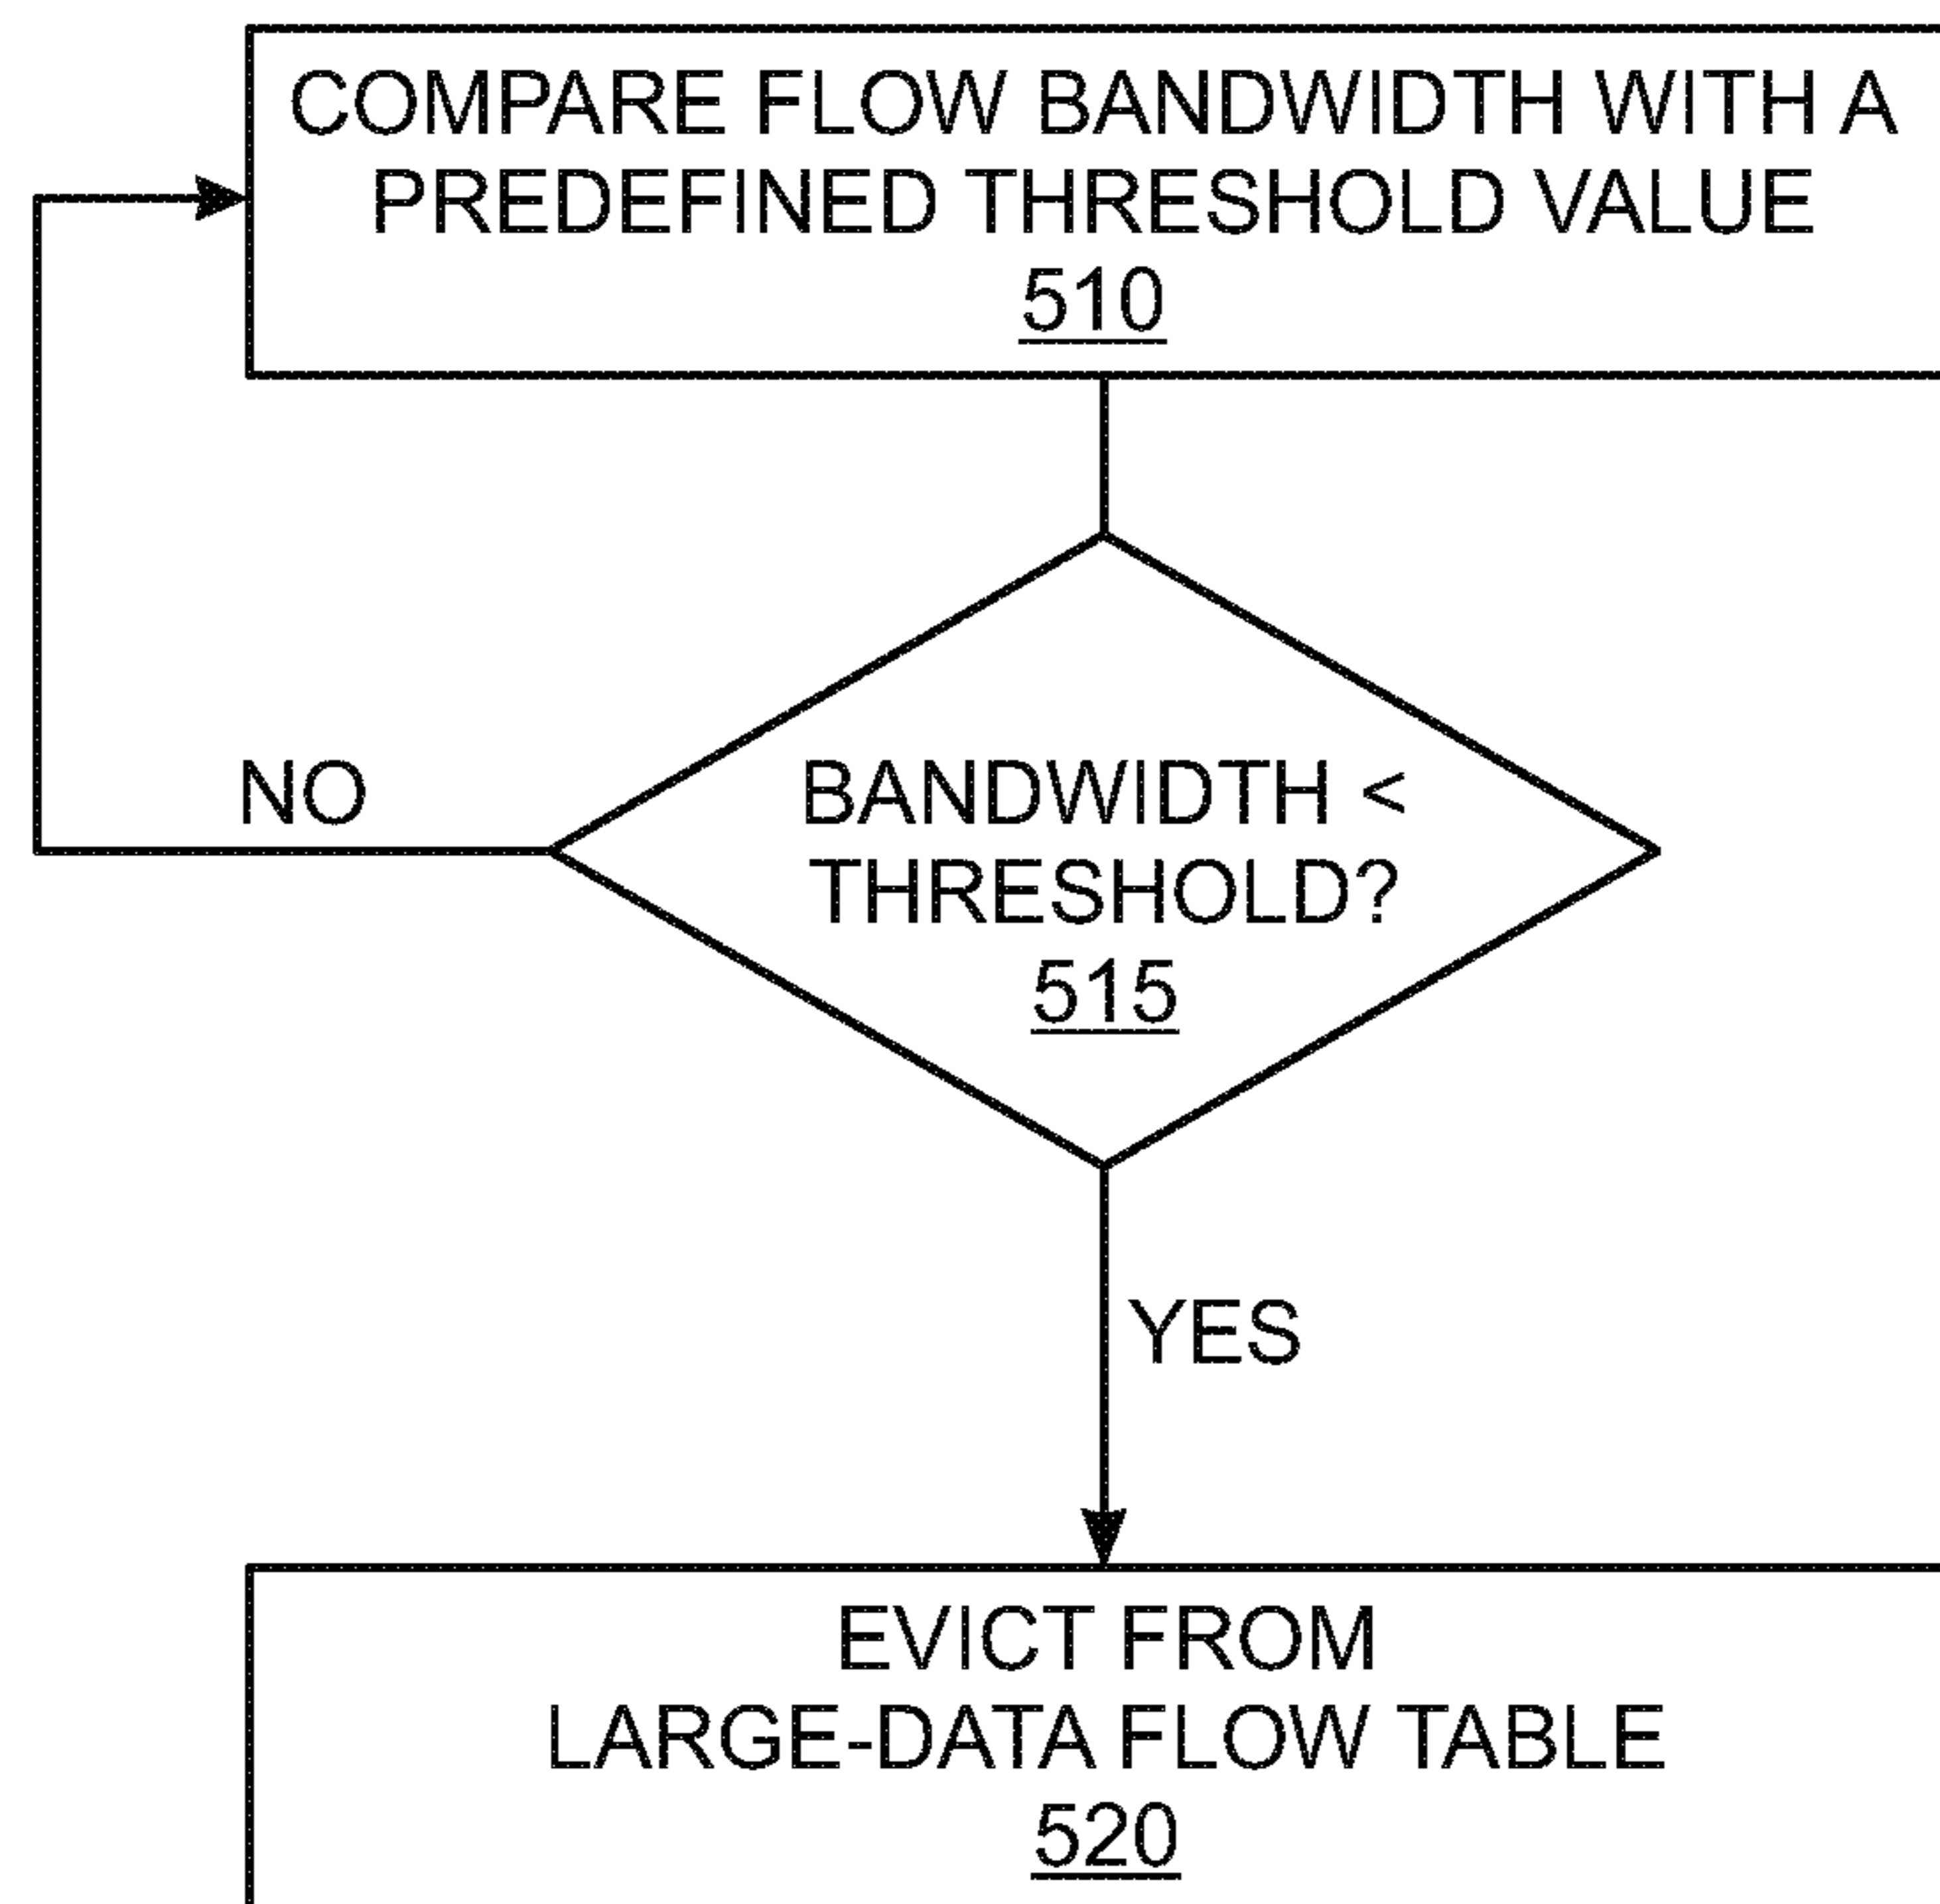 COMPARE FLOW BANDWIDTH WITH A
PREDEFINED THRESHOLD VALUE
510
NO
BANDWIDTH <
THRESHOLD?
515
YES
EVICT FROM
LARGE-DATA FLOW TABLE
520